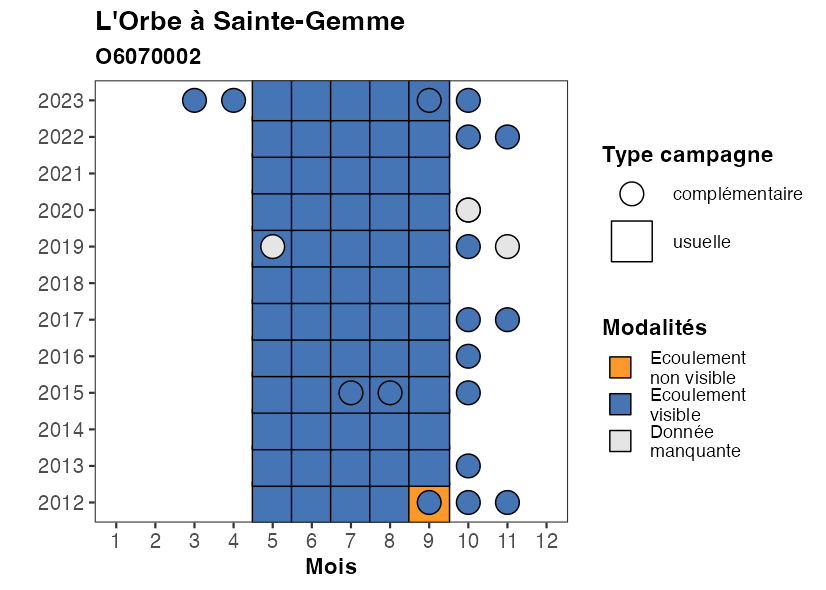 L'Orbe à Sainte-Gemme
O6070002
2023
2022
2021
2020
2019
2018
2017
2016
2015
2014
2013
2012
1 2 3 4 5 6 7 8 9 10 11 12
Mois
Type campagne
complémentaire
usuelle
Modalités
Ecoulement
non visible
Ecoulement
visible
Donnée
manquante